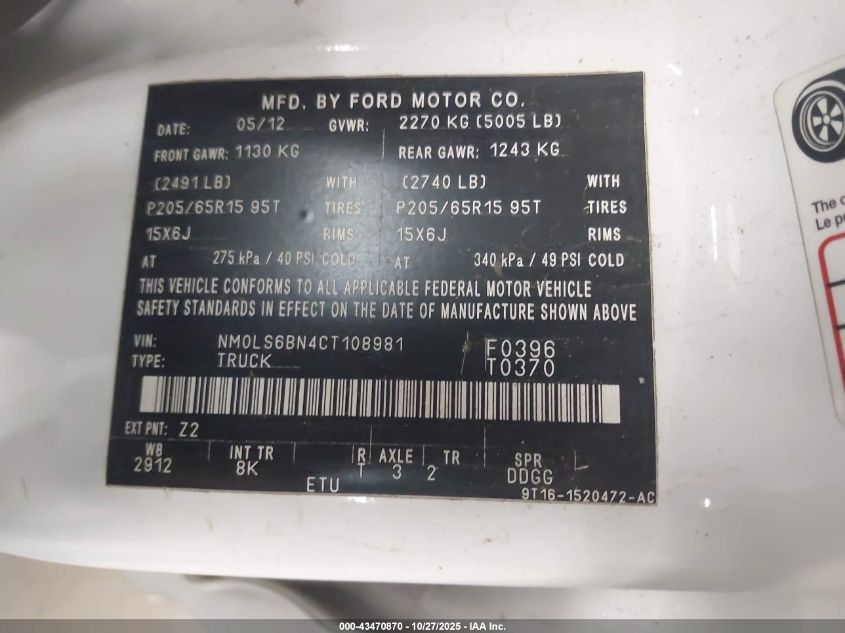 MFD. BY FORD MOTOR CO.
DATE: 05/12 GVWR: 2270 KG (5005 LB)
FRONT GAWR: 1130 KG REAR GAWR: 1243 KG
(2491 LB) WITH (2740 LB) WITH
P205/65R15 95T TIRES P205/65R15 95T TIRES
15X6J RIMS 15X6J RIMS
AT 275 kPa / 40 PSI COLD AT 340 kPa / 49 PSI COLD
THIS VEHICLE CONFORMS TO ALL APPLICABLE FEDERAL MOTOR VEHICLE
SAFETY STANDARDS IN EFFECT ON THE DATE OF MANUFACTURE SHOWN ABOVE
VIN: NM0LS6BN4CT108981 F0396
TYPE: TRUCK T0370
EXT PNT: Z2
WB INT TR R AXLE TR SPR
2912 8K T 3 2 DDGG
ETU 9T16-1520472-AC
The
Le
000-43470870 | 10/27/2025 - IAA Inc.